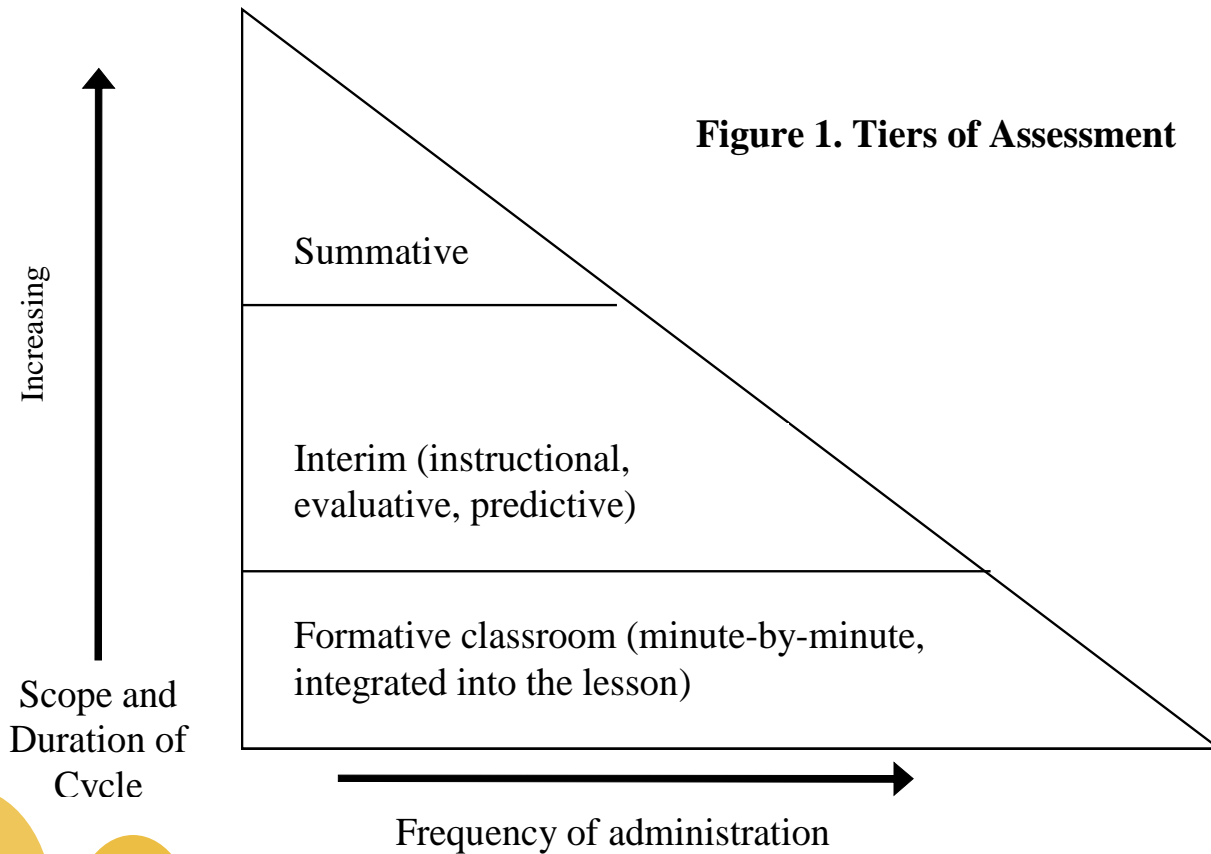 Figure 1. Tiers of Assessment
Summative
Increasing
Interim (instructional,
evaluative, predictive)
Formative classroom (minute-by-minute,
integrated into the lesson)
Scope and
Duration of
Cycle
Frequency of administration